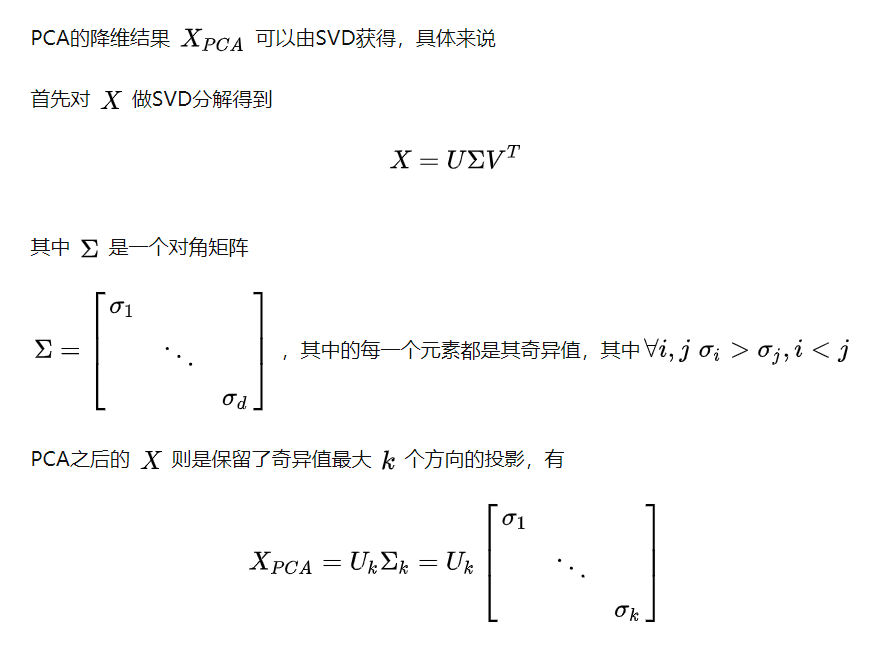 PCA的降维结果 $X_{PCA}$ 可以由SVD获得，具体来说
首先对 $X$ 做SVD分解得到
$X = U\Sigma V^T$
其中 $\Sigma$ 是一个对角矩阵
$\Sigma = \begin{bmatrix} \sigma_1 & & \\ & \ddots & \\ & & \sigma_d \end{bmatrix}$ ，其中的每一个元素都是其奇异值，其中 $\forall i, j\ \sigma_i > \sigma_j, i < j$
PCA之后的 $X$ 则是保留了奇异值最大 $k$ 个方向的投影，有
$X_{PCA} = U_k \Sigma_k = U_k \begin{bmatrix} \sigma_1 & & \\ & \ddots & \\ & & \sigma_k \end{bmatrix}$